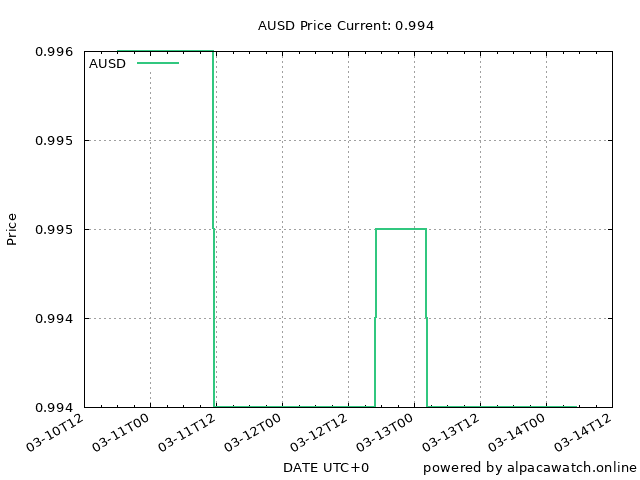 AUSD Price Current: 0.994
0.996
AUSD
0.995
0.995
Price
0.994
0.994
03-10T12 03-11T00 03-11T12 03-12T00 03-12T12 03-13T00 03-13T12 03-14T00 03-14T12
DATE UTC+0
powered by alpacawatch.online